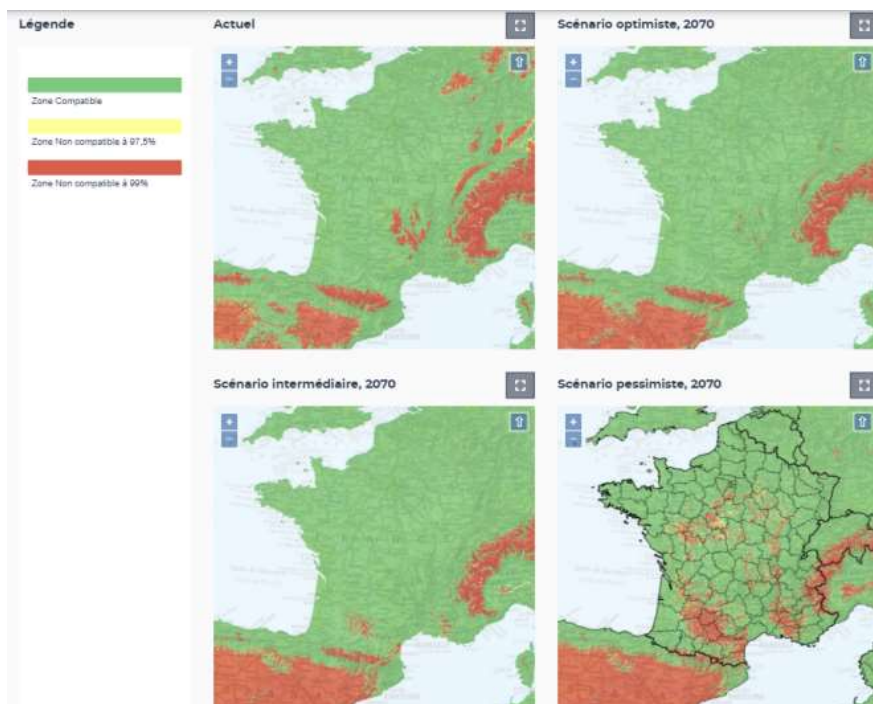 Légende
Actuel
Scénario optimiste, 2070
Zone Compatible
Zone Non compatible à 97,5%
Zone Non compatible à 99%
+
−
+
−
Scénario intermédiaire, 2070
Scénario pessimiste, 2070
+
−
+
−